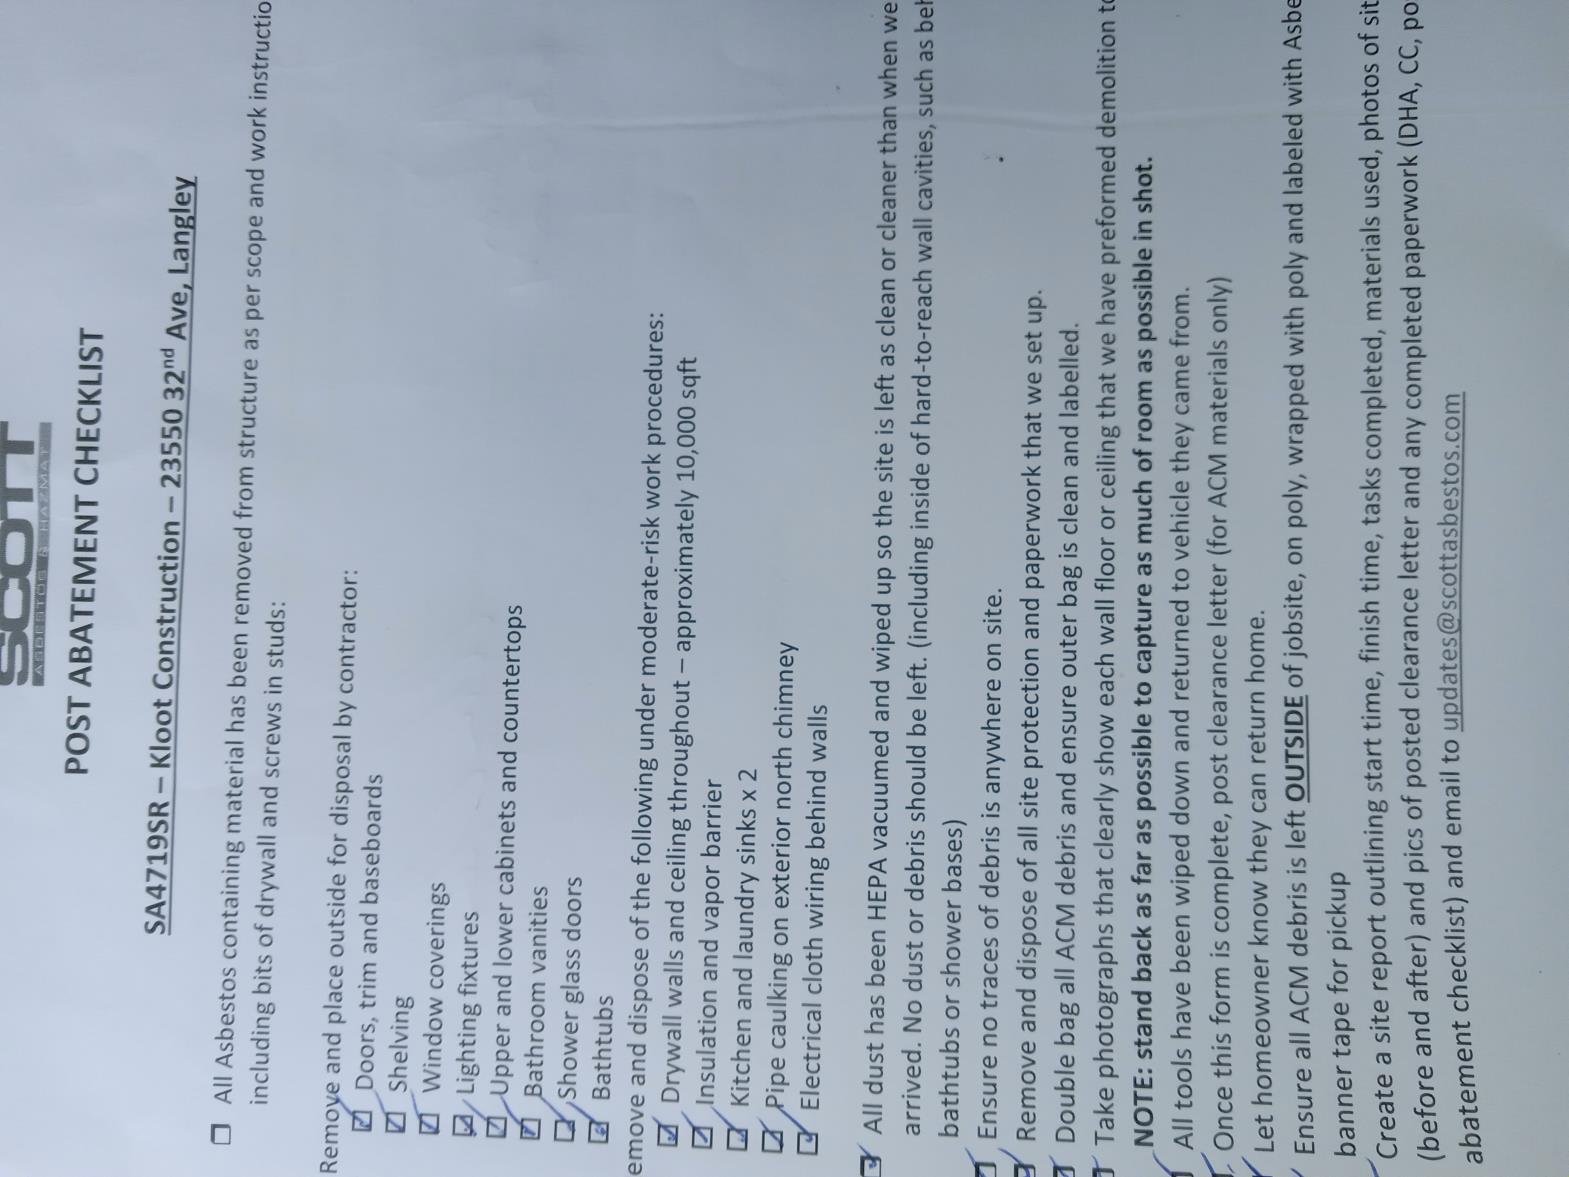 SCOTT
ASBESTOS & HAZMAT
POST ABATEMENT CHECKLIST
SA4719SR – Kloot Construction – 23550 32nd Ave, Langley
☐ All Asbestos containing material has been removed from structure as per scope and work instructio
including bits of drywall and screws in studs:
Remove and place outside for disposal by contractor:
☑ Doors, trim and baseboards
☑ Shelving
☑ Window coverings
☑ Lighting fixtures
☑ Upper and lower cabinets and countertops
☑ Bathroom vanities
☑ Shower glass doors
☑ Bathtubs
emove and dispose of the following under moderate-risk work procedures:
☑ Drywall walls and ceiling throughout – approximately 10,000 sqft
☑ Insulation and vapor barrier
☑ Kitchen and laundry sinks x 2
☑ Pipe caulking on exterior north chimney
☑ Electrical cloth wiring behind walls
☑ All dust has been HEPA vacuumed and wiped up so the site is left as clean or cleaner than when we
arrived. No dust or debris should be left. (including inside of hard-to-reach wall cavities, such as beh
bathtubs or shower bases)
☑ Ensure no traces of debris is anywhere on site.
☑ Remove and dispose of all site protection and paperwork that we set up.
☑ Double bag all ACM debris and ensure outer bag is clean and labelled.
☑ Take photographs that clearly show each wall floor or ceiling that we have preformed demolition to
NOTE: stand back as far as possible to capture as much of room as possible in shot.
☑ All tools have been wiped down and returned to vehicle they came from.
☑ Once this form is complete, post clearance letter (for ACM materials only)
☑ Let homeowner know they can return home.
☑ Ensure all ACM debris is left OUTSIDE of jobsite, on poly, wrapped with poly and labeled with Asbe
banner tape for pickup
☑ Create a site report outlining start time, finish time, tasks completed, materials used, photos of sit
(before and after) and pics of posted clearance letter and any completed paperwork (DHA, CC, po
abatement checklist) and email to updates@scottasbestos.com